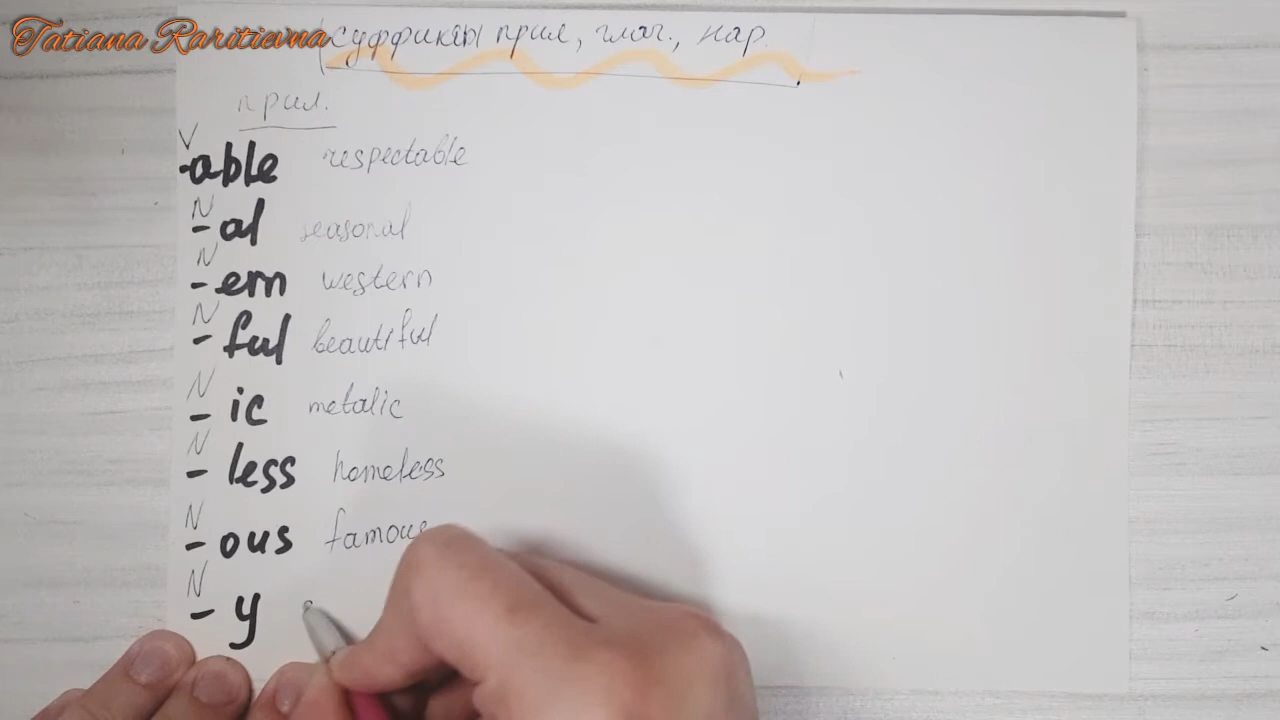 Tatiana Raritievna
суффиксы прил., глаг., нар.
прил.
V
-able respectable
N
-al seasonal
N
-ern western
N
-ful beautiful
N
-ic metalic
N
-less homeless
N
-ous famous
N
-y